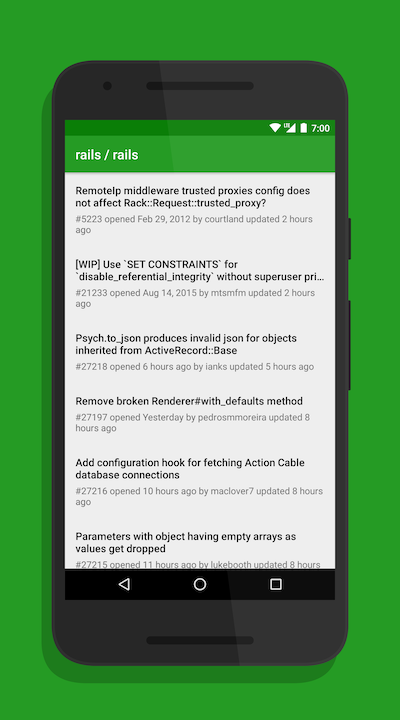 LTE 7:00
rails / rails
RemoteIp middleware trusted proxies config does
not affect Rack::Request::trusted_proxy?
#5223 opened Feb 29, 2012 by courtland updated 2 hours
ago
[WIP] Use `SET CONSTRAINTS` for
`disable_referential_integrity` without superuser pri...
#21233 opened Aug 14, 2015 by mtsmfm updated 2 hours
ago
Psych.to_json produces invalid json for objects
inherited from ActiveRecord::Base
#27218 opened 6 hours ago by ianks updated 5 hours ago
Remove broken Renderer#with_defaults method
#27197 opened Yesterday by pedrosmmoreira updated 8
hours ago
Add configuration hook for fetching Action Cable
database connections
#27216 opened 10 hours ago by maclover7 updated 8 hours
ago
Parameters with object having empty arrays as
values get dropped
#27215 opened 11 hours ago by lukebooth updated 8 hours